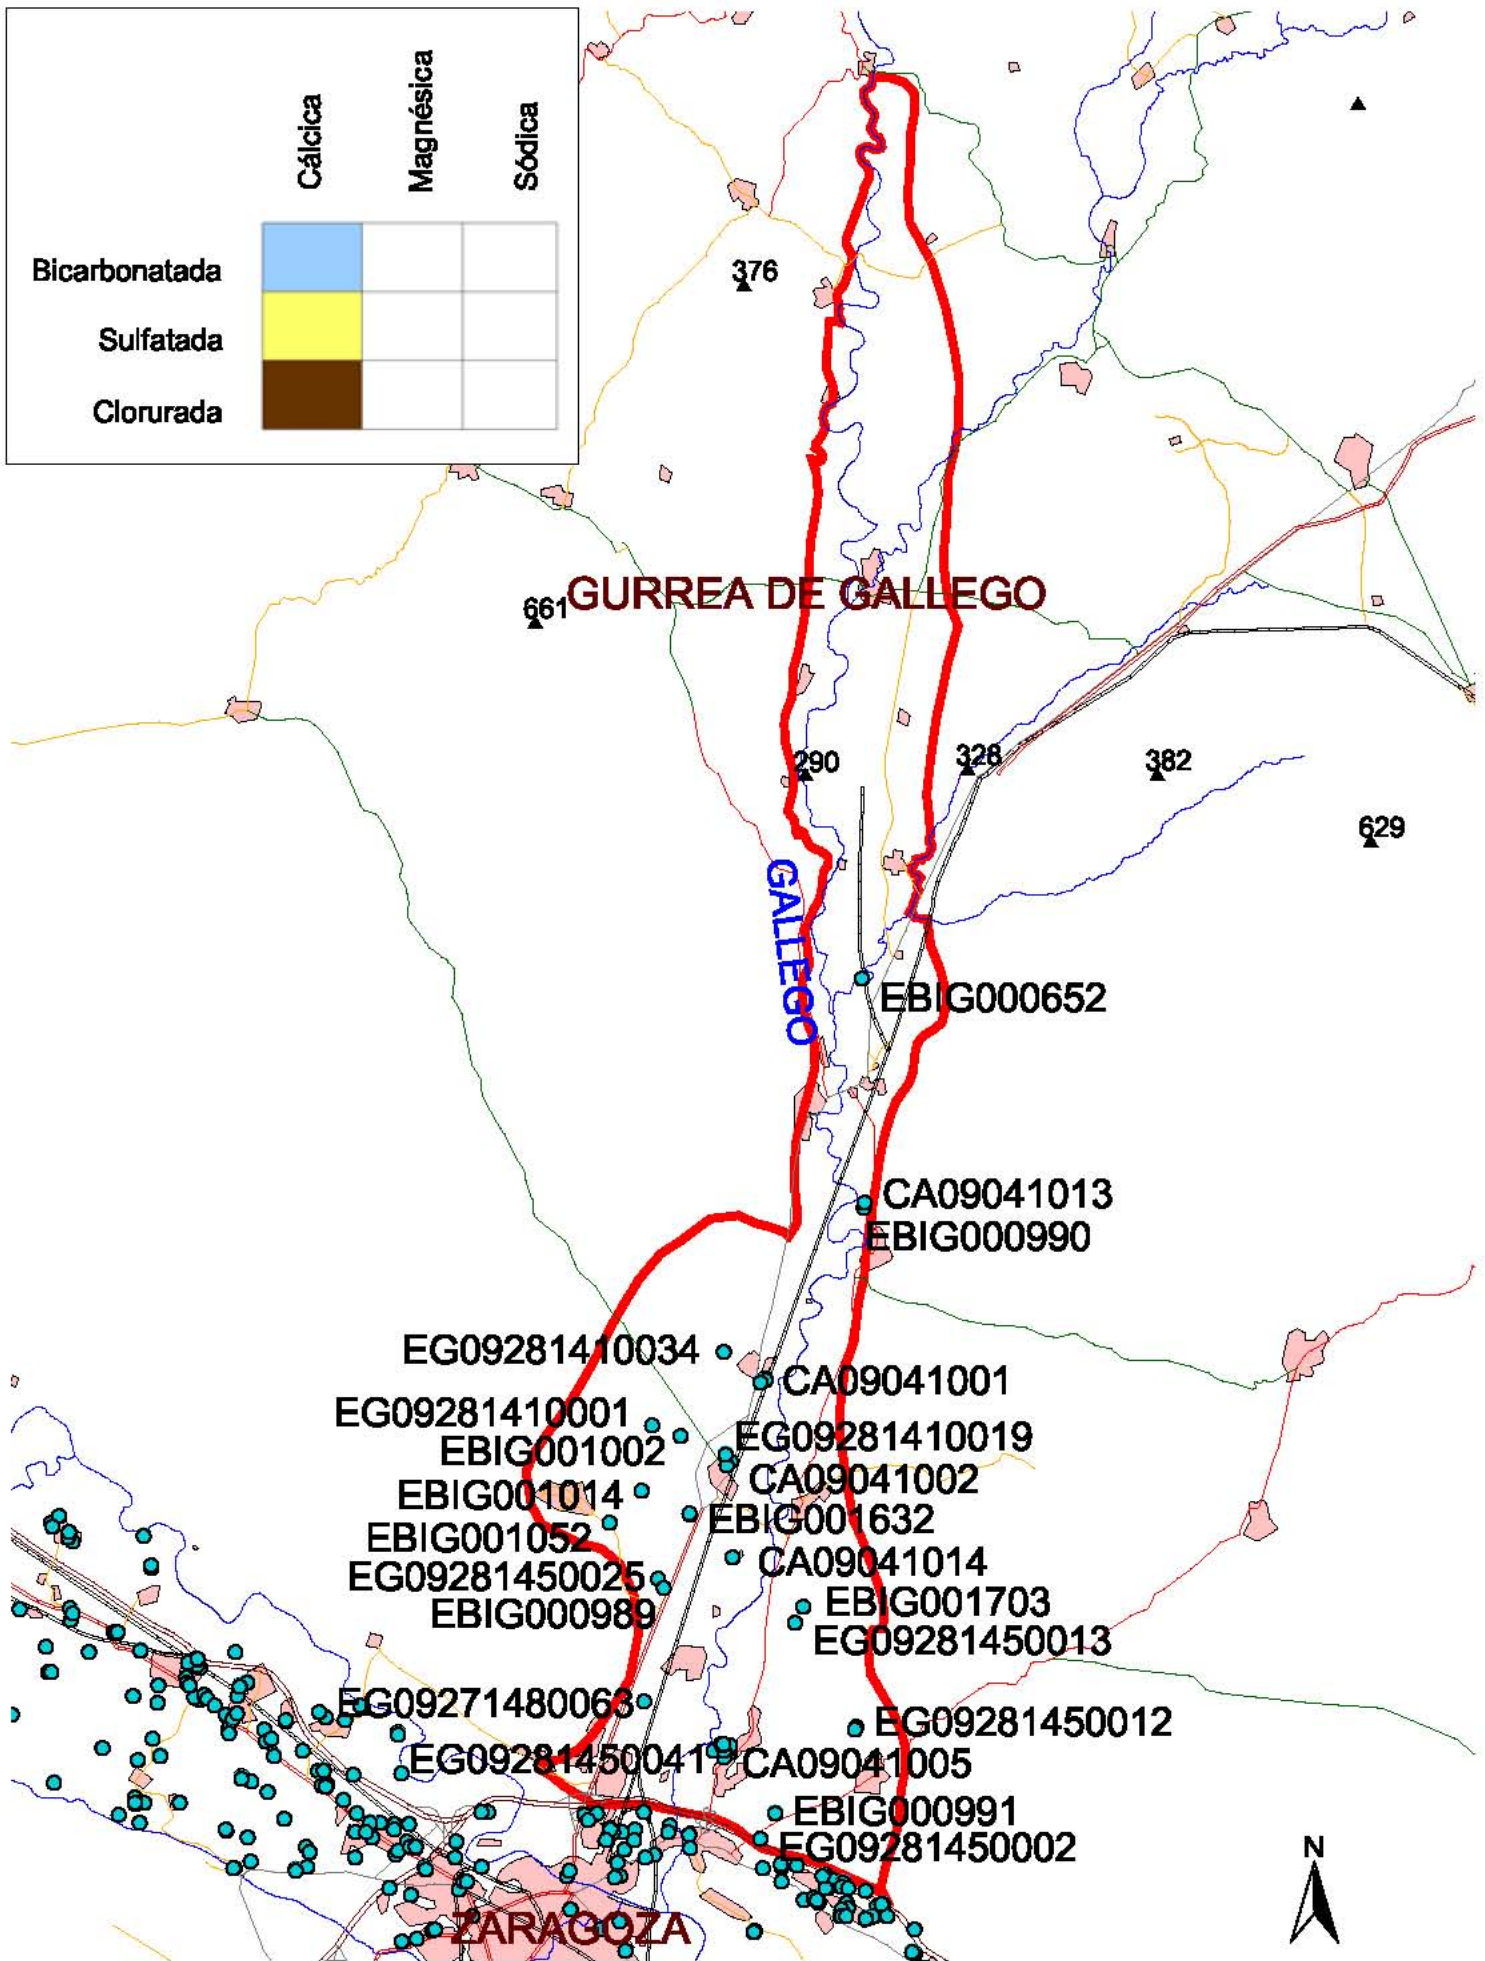 Cálcica
Magnésica
Sódica
Bicarbonatada
Sulfatada
Clorurada
376
GURREA DE GALLEGO
661
290
328
382
629
GALLEGO
EBIG000652
CA09041013
EBIG000990
EG09281410034
CA09041001
EG09281410001
EG09281410019
EBIG001002
CA09041002
EBIG001014
EBIG001632
EBIG001052
CA09041014
EG09281450025
EBIG001703
EBIG000989
EG09281450013
EG09271480063
EG09281450012
EG09281450041
CA09041005
EBIG000991
EG09281450002
N
ZARAGOZA